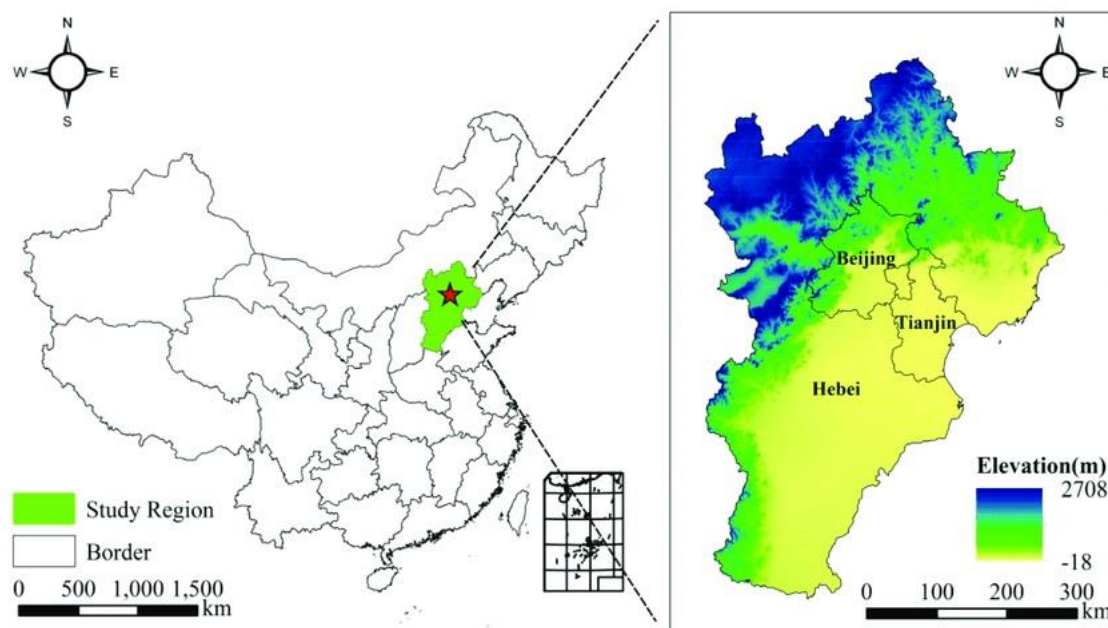 N
W E
S
Study Region
Border
0 500 1,000 1,500
km
N
W E
S
Beijing
Tianjin
Hebei
Elevation(m)
2708
-18
0 100 200 300
km